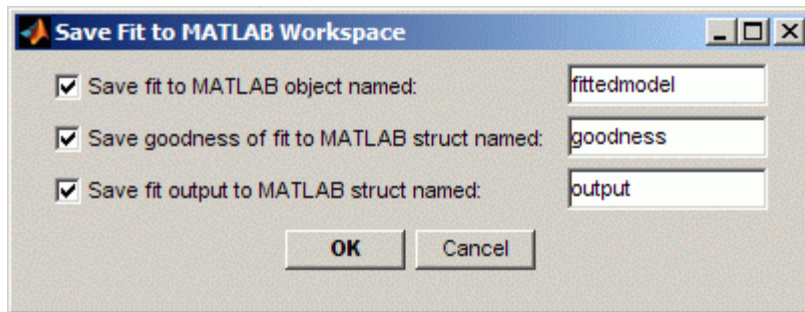 Save Fit to MATLAB Workspace
Save fit to MATLAB object named: fittedmodel
Save goodness of fit to MATLAB struct named: goodness
Save fit output to MATLAB struct named: output
OK Cancel